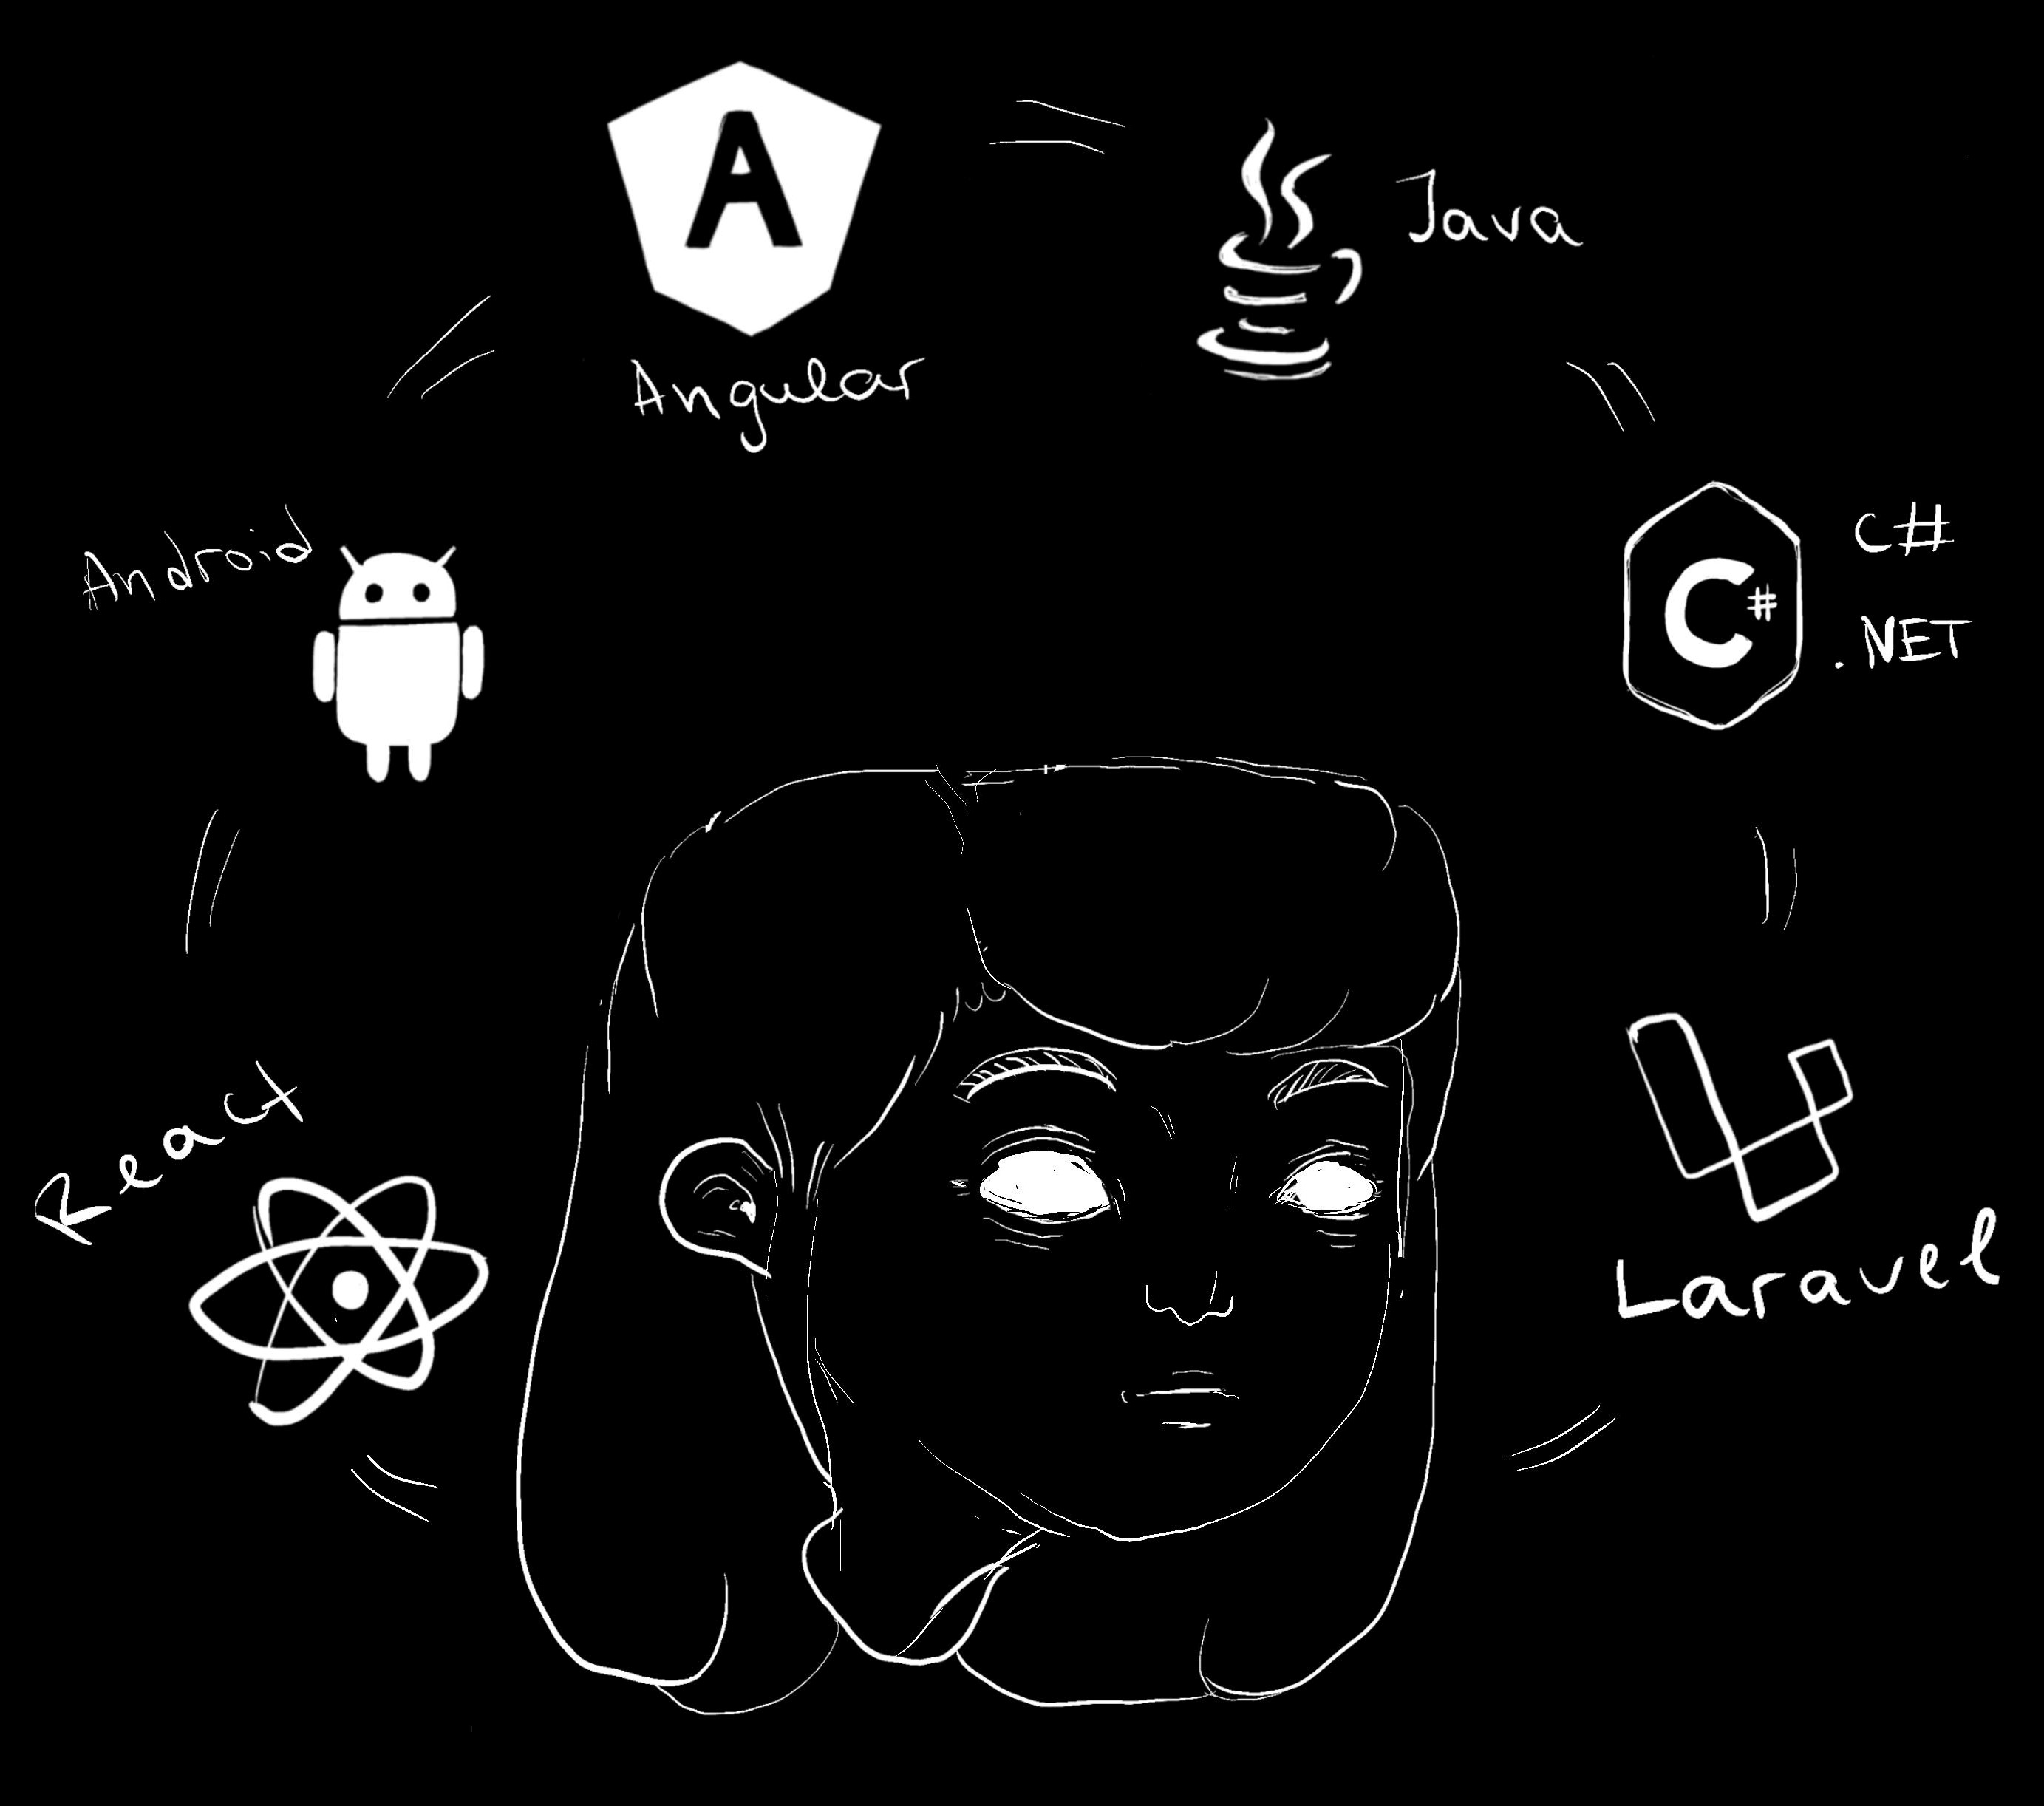 A
Angular
Java
C#
C#
.NET
Android
React
Laravel